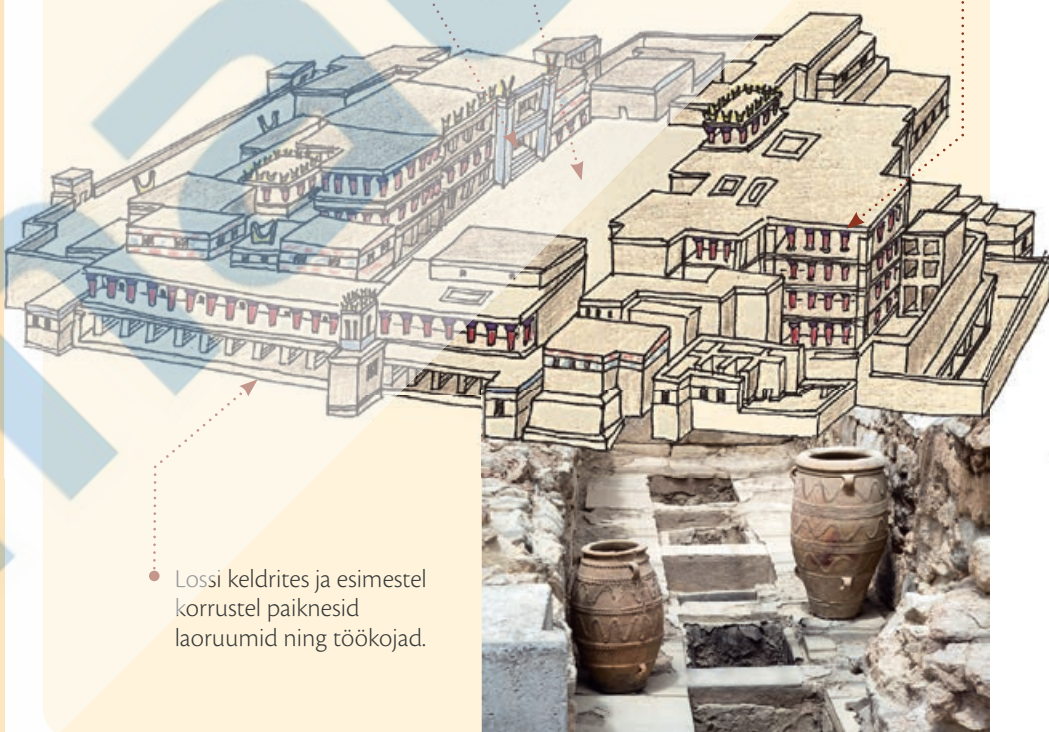 Lossi keldrites ja esimestel
korrustel paiknesid
laoruumid ning töökojad.